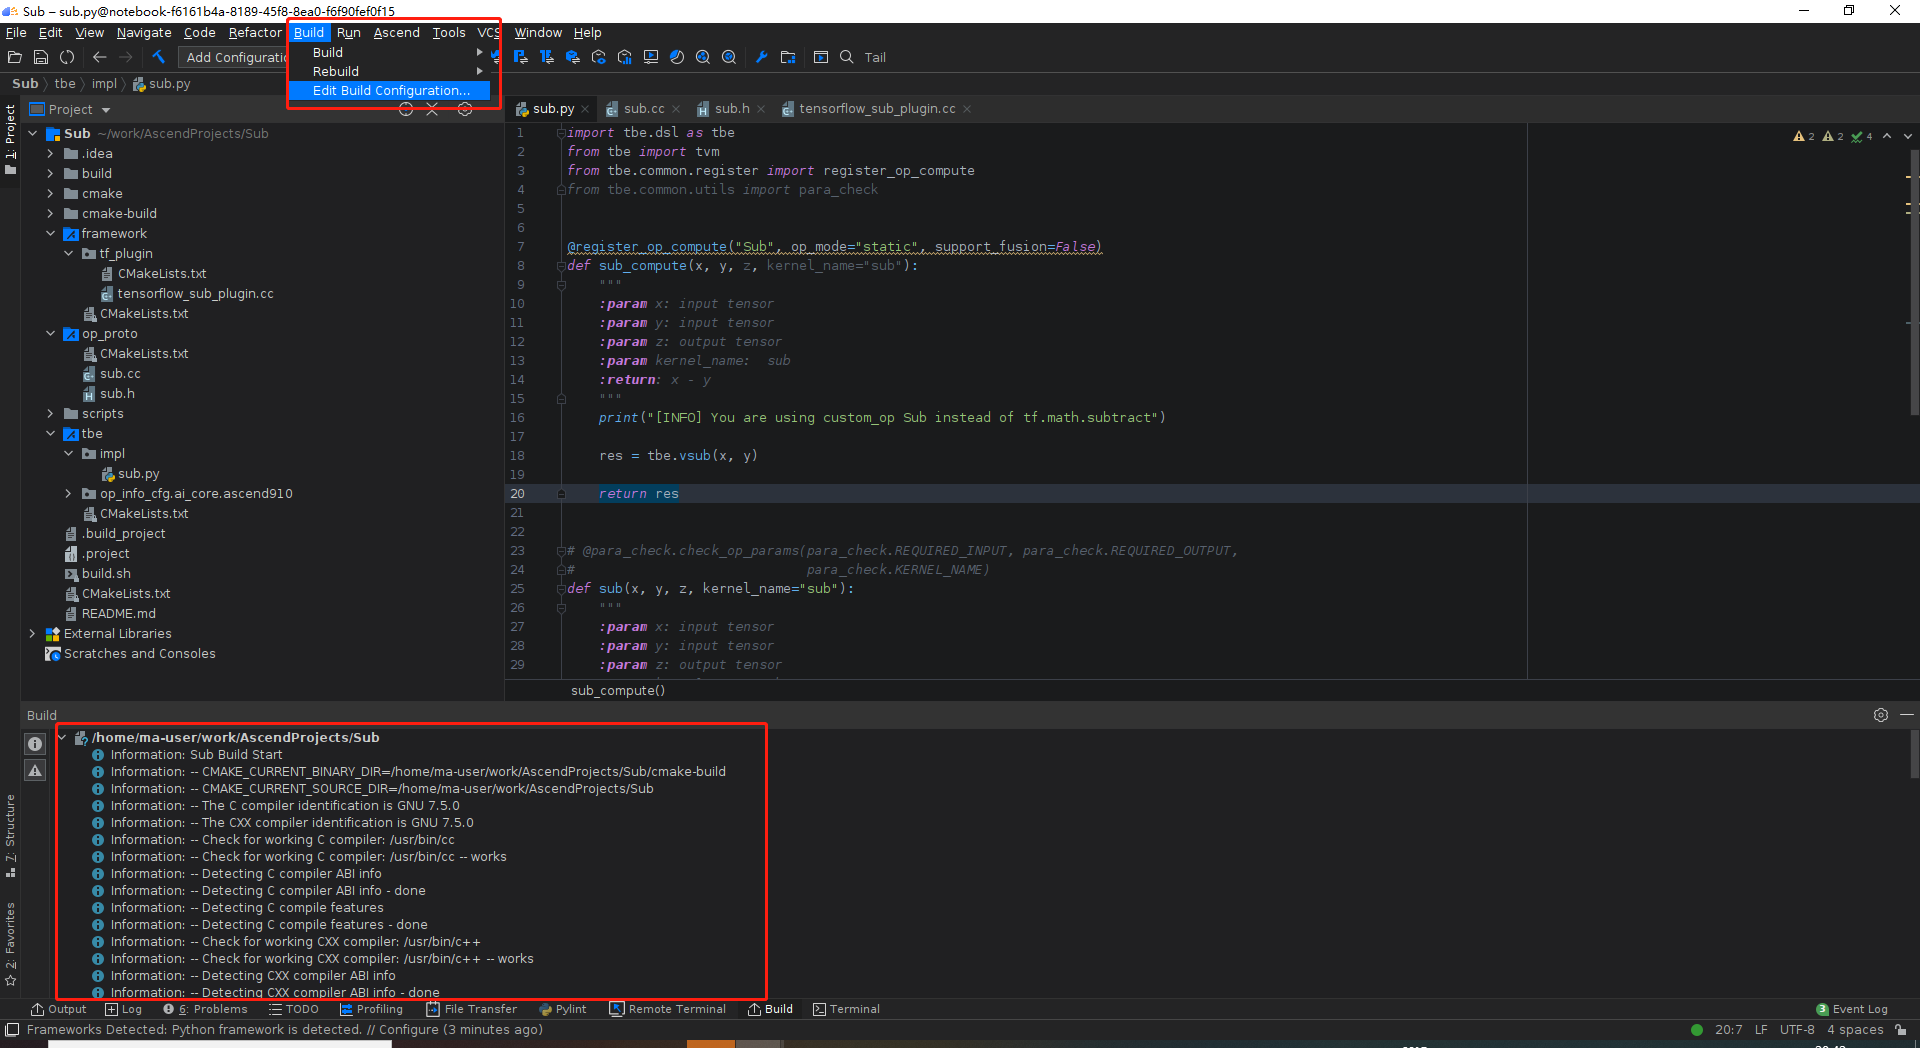 Sub – sub.py@notebook-f6161b4a-8189-45f8-8ea0-f6f90fef0f15
File Edit View Navigate Code Refactor Build Run Ascend Tools VCS Window Help
Add Configuratio
Tail
Build
Rebuild
Edit Build Configuration...
Sub tbe impl sub.py
Project
sub.py sub.cc sub.h tensorflow_sub_plugin.cc
1: Project
7: Structure
2: Favorites
Sub ~/work/AscendProjects/Sub
.idea
build
cmake
cmake-build
framework
tf_plugin
CMakeLists.txt
tensorflow_sub_plugin.cc
CMakeLists.txt
op_proto
CMakeLists.txt
sub.cc
sub.h
scripts
tbe
impl
sub.py
op_info_cfg.ai_core.ascend910
CMakeLists.txt
.build_project
.project
build.sh
CMakeLists.txt
README.md
External Libraries
Scratches and Consoles
2 2 4
1 import tbe.dsl as tbe
2 from tbe import tvm
3 from tbe.common.register import register_op_compute
4 from tbe.common.utils import para_check
5
6
7 @register_op_compute("Sub", op_mode="static", support_fusion=False)
8 def sub_compute(x, y, z, kernel_name="sub"):
9 """
10 :param x: input tensor
11 :param y: input tensor
12 :param z: output tensor
13 :param kernel_name: sub
14 :return: x - y
15 """
16 print("[INFO] You are using custom_op Sub instead of tf.math.subtract")
17
18 res = tbe.vsub(x, y)
19
20 return res
21
22
23 # @para_check.check_op_params(para_check.REQUIRED_INPUT, para_check.REQUIRED_OUTPUT,
24 # para_check.KERNEL_NAME)
25 def sub(x, y, z, kernel_name="sub"):
26 """
27 :param x: input tensor
28 :param y: input tensor
29 :param z: output tensor
sub_compute()
Build
/home/ma-user/work/AscendProjects/Sub
Information: Sub Build Start
Information: -- CMAKE_CURRENT_BINARY_DIR=/home/ma-user/work/AscendProjects/Sub/cmake-build
Information: -- CMAKE_CURRENT_SOURCE_DIR=/home/ma-user/work/AscendProjects/Sub
Information: -- The C compiler identification is GNU 7.5.0
Information: -- The CXX compiler identification is GNU 7.5.0
Information: -- Check for working C compiler: /usr/bin/cc
Information: -- Check for working C compiler: /usr/bin/cc -- works
Information: -- Detecting C compiler ABI info
Information: -- Detecting C compiler ABI info - done
Information: -- Detecting C compile features
Information: -- Detecting C compile features - done
Information: -- Check for working CXX compiler: /usr/bin/c++
Information: -- Check for working CXX compiler: /usr/bin/c++ -- works
Information: -- Detecting CXX compiler ABI info
Information: -- Detecting CXX compiler ABI info - done
Output Log 6: Problems TODO Profiling File Transfer Pylint Remote Terminal Build Terminal 3 Event Log
Frameworks Detected: Python framework is detected. // Configure (3 minutes ago) 20:7 LF UTF-8 4 spaces